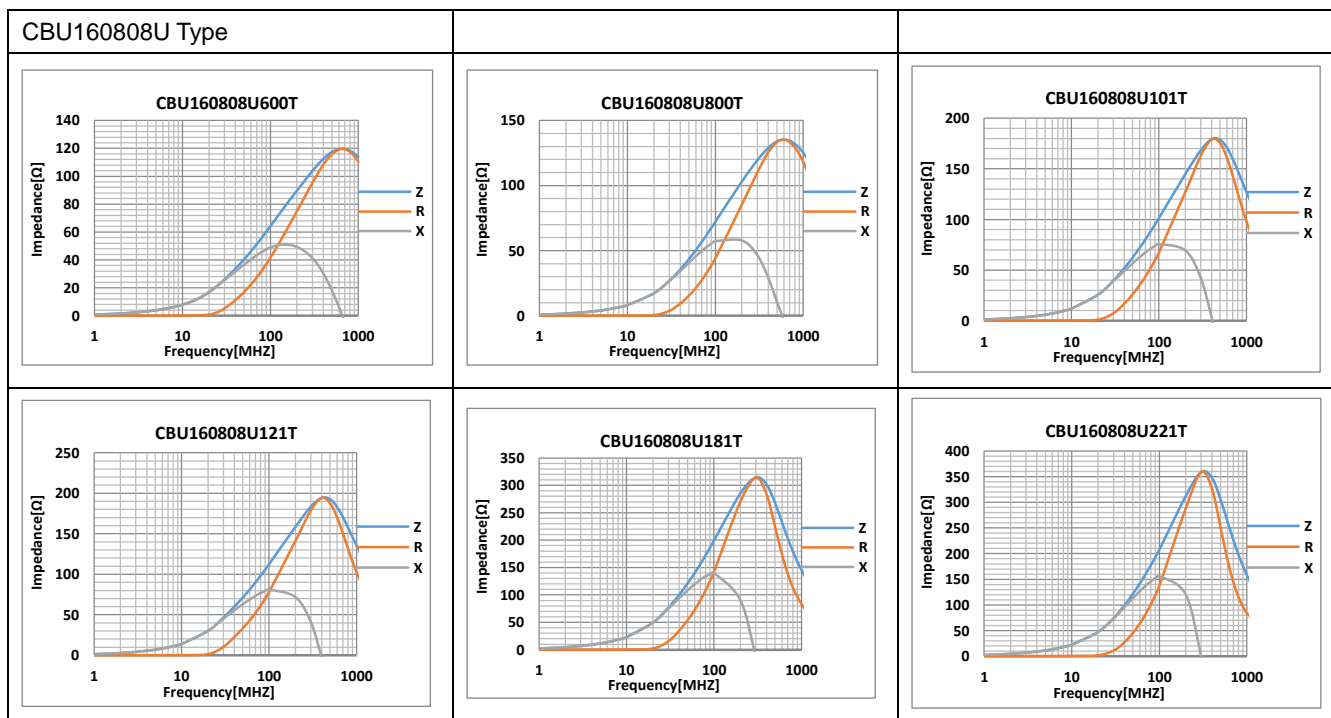 CBU160808U Type
CBU160808U600T
Impedance[Ω]
140
120
100
80
60
40
20
0
1 10 100 1000
Frequency[MHZ]
Z
R
X
CBU160808U800T
Impedance[Ω]
150
100
50
0
1 10 100 1000
Frequency[MHZ]
Z
R
X
CBU160808U101T
Impedance[Ω]
200
150
100
50
0
1 10 100 1000
Frequency[MHZ]
Z
R
X
CBU160808U121T
Impedance[Ω]
250
200
150
100
50
0
1 10 100 1000
Frequency[MHZ]
Z
R
X
CBU160808U181T
Impedance[Ω]
350
300
250
200
150
100
50
0
1 10 100 1000
Frequency[MHZ]
Z
R
X
CBU160808U221T
Impedance[Ω]
400
350
300
250
200
150
100
50
0
1 10 100 1000
Frequency[MHZ]
Z
R
X